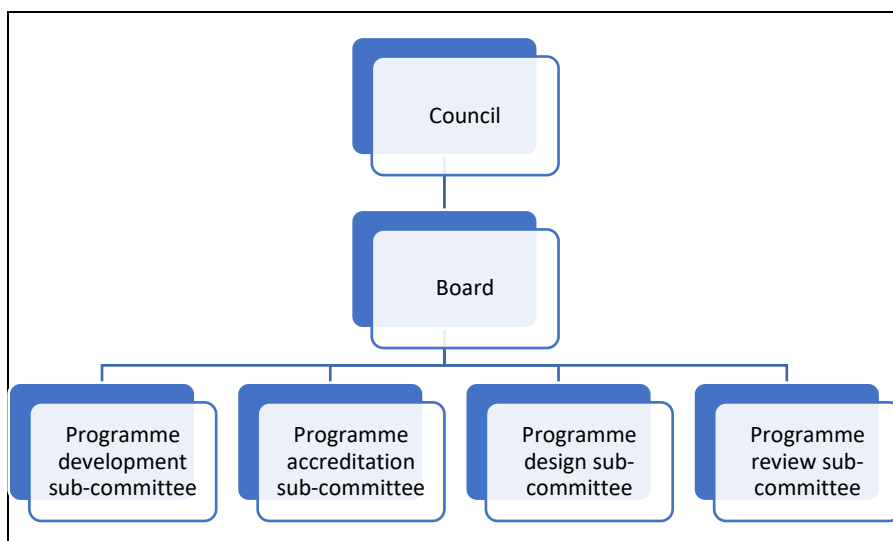 Council
Board
Programme
development
sub-committee
Programme
accreditation
sub-committee
Programme
design sub-
committee
Programme
review sub-
committee